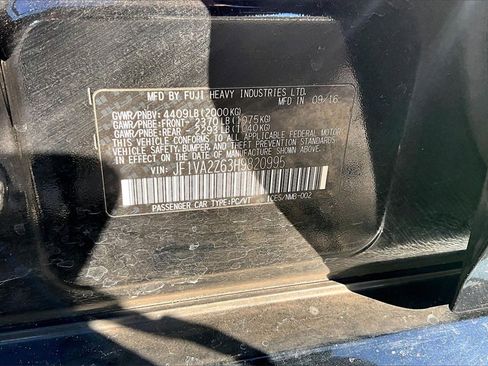 MFD BY FUJI HEAVY INDUSTRIES LTD.
MFD IN 09/16
GVWR/PNBV: 4409LB(2000KG)
GAWR/PNBE:FRONT- 2370LB(1075KG)
GAWR/PNBE:REAR - 2293LB(1040KG)
THIS VEHICLE CONFORMS TO ALL APPLICABLE FEDERAL MOTOR
VEHICLE SAFETY,BUMPER,AND THEFT PREVENTION STANDARDS
IN EFFECT ON THE DATE OF MANUFACTURE SHOWN ABOVE.
VIN: JF1VA2Z63H9820995
PASSENGER CAR TYPE:PC/VT ICES/NMB-002